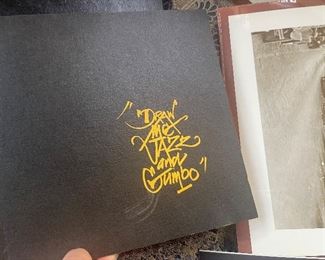 "Draw
Me
JAZZ
and
Gumbo"